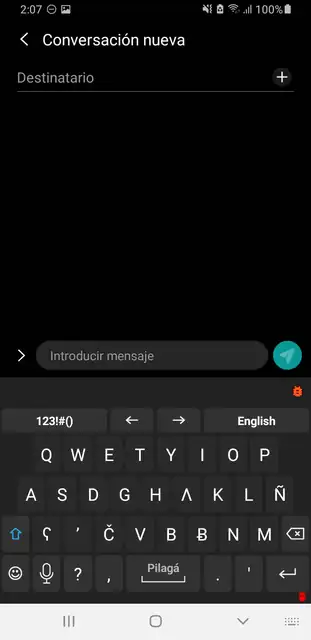 2:07 100%
Conversación nueva
Destinatario
Introducir mensaje
123!#() ← → English
Q W E T Y I O P
A S D G H Λ K L Ñ
ʕ ʼ Č V B Ƀ N M
? , Pilagá . '